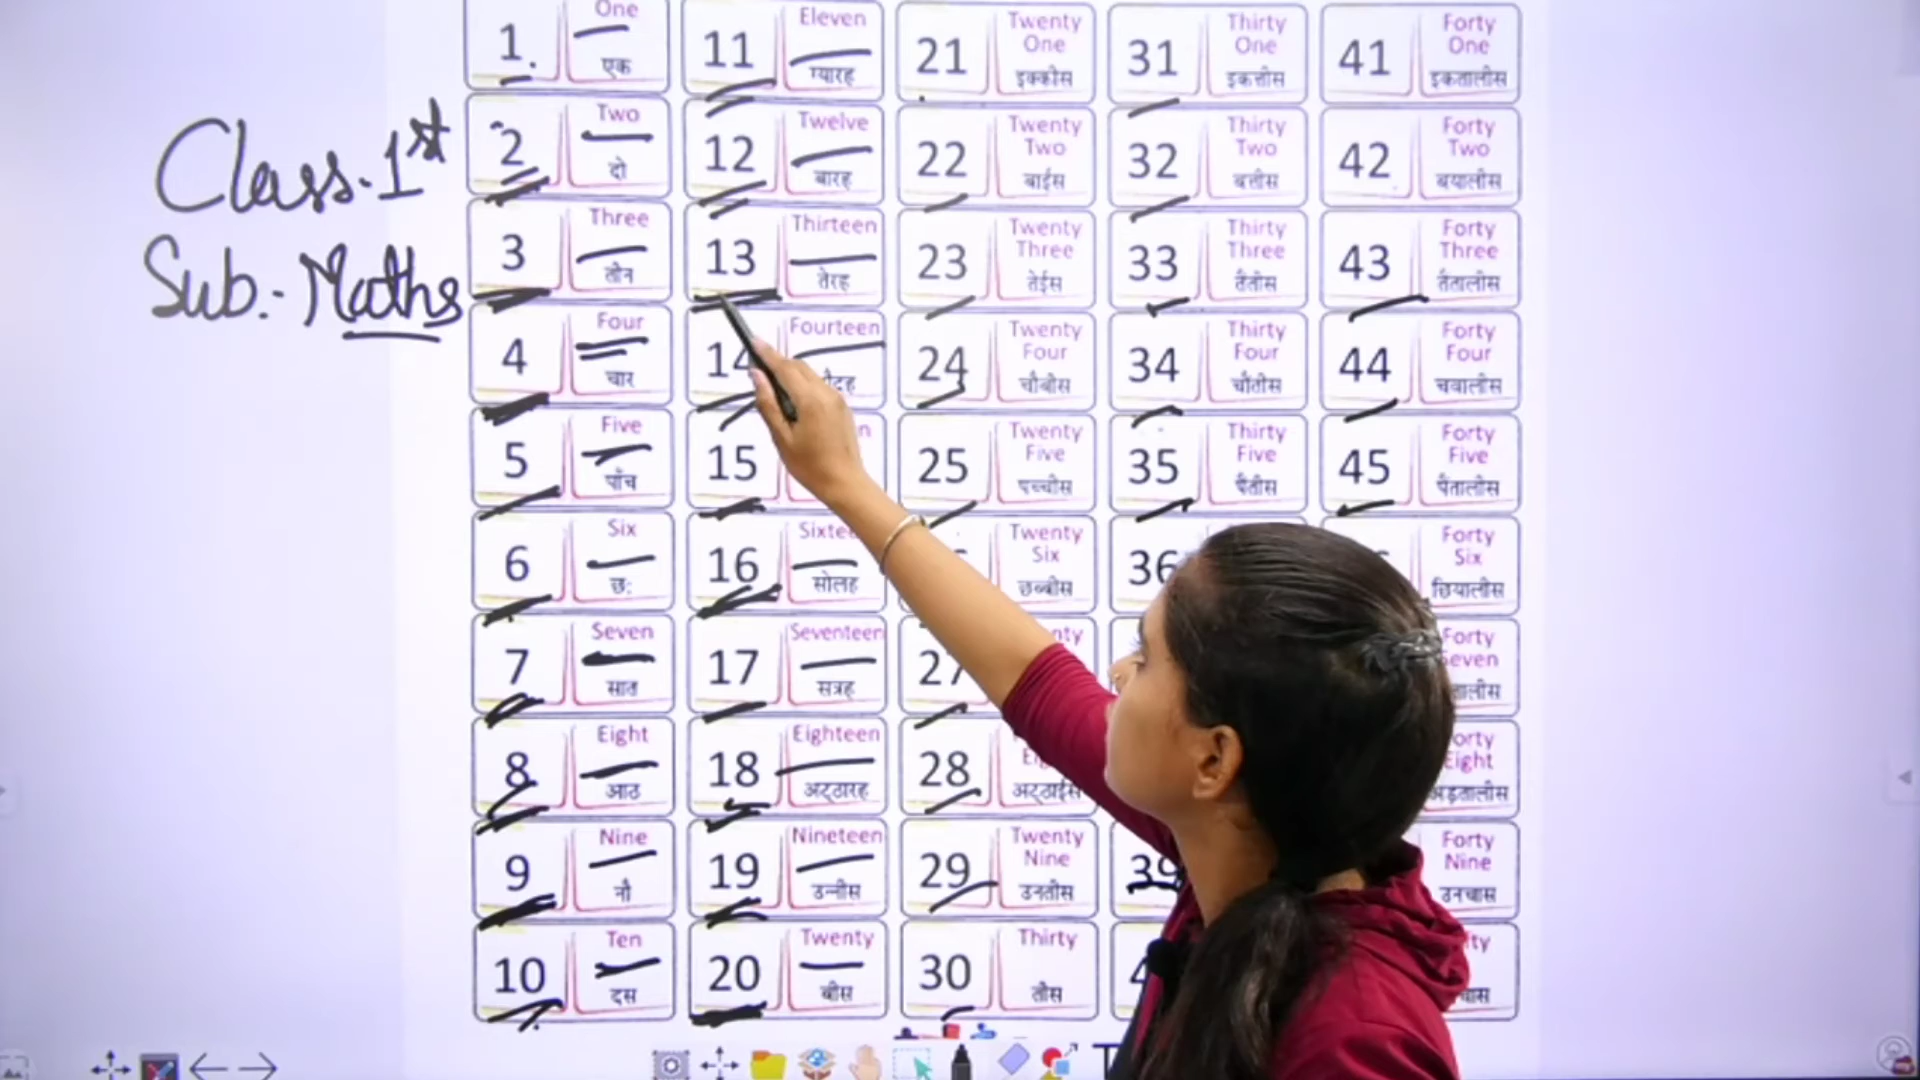 Class.1st
Sub.- Maths
1
One
एक
2
Two
दो
3
Three
तीन
4
Four
चार
5
Five
पाँच
6
Six
छ:
7
Seven
सात
8
Eight
आठ
9
Nine
नौ
10
Ten
दस
11
Eleven
ग्यारह
12
Twelve
बारह
13
Thirteen
तेरह
14
Fourteen
15
16
सोलह
17
Seventeen
सत्रह
18
Eighteen
अट्ठारह
19
Nineteen
उन्नीस
20
Twenty
बीस
21
Twenty
One
इक्कीस
22
Twenty
Two
बाईस
23
Twenty
Three
तेईस
24
Twenty
Four
चौबीस
25
Twenty
Five
पच्चीस
Twenty
Six
छब्बीस
27
28
अट्ठाईस
29
Twenty
Nine
उनतीस
30
Thirty
तीस
31
Thirty
One
इकत्तीस
32
Thirty
Two
बत्तीस
33
Thirty
Three
तैंतीस
34
Thirty
Four
चौंतीस
35
Thirty
Five
पैंतीस
36
39
41
Forty
One
इकतालीस
42
Forty
Two
बयालीस
43
Forty
Three
तैंतालीस
44
Forty
Four
चवालीस
45
Forty
Five
पैंतालीस
Forty
Six
छियालीस
Forty
Forty
Nine
उनचास